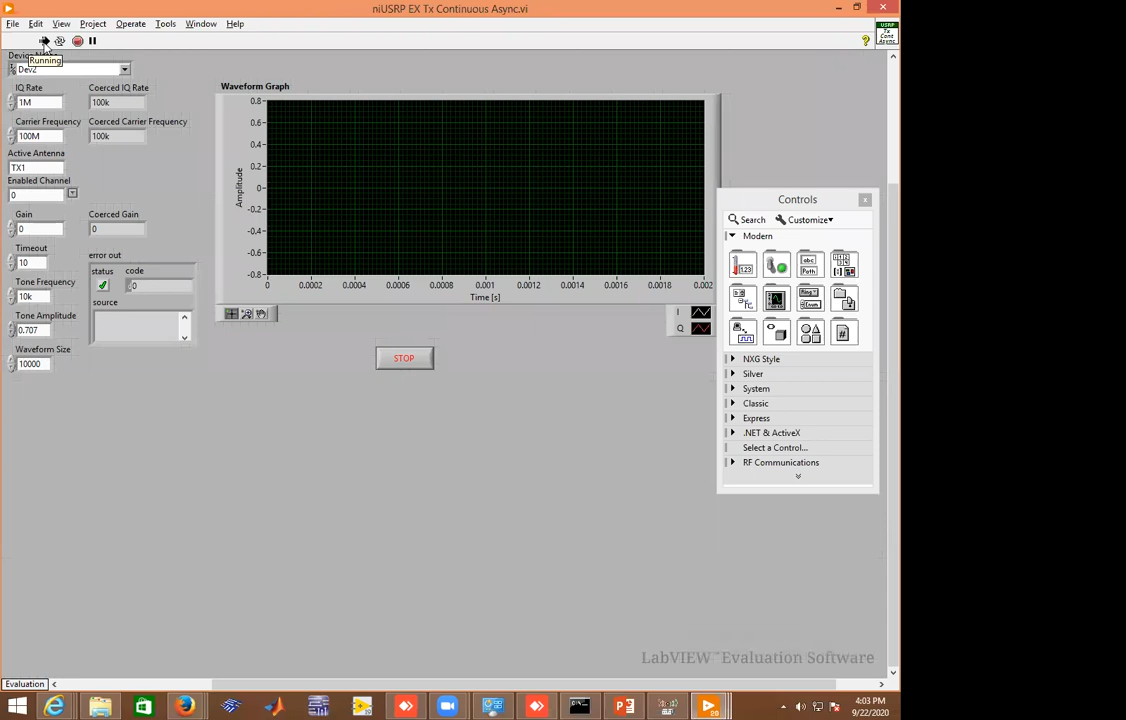 niUSRP EX Tx Continuous Async.vi
File Edit View Project Operate Tools Window Help
USRP
Tx
Cont
Async
Running
Dev2
IQ Rate
1M
Coerced IQ Rate
100k
Carrier Frequency
100M
Coerced Carrier Frequency
100k
Active Antenna
TX1
Enabled Channel
0
Gain
0
Coerced Gain
0
Timeout
10
Tone Frequency
10k
Tone Amplitude
0.707
Waveform Size
10000
error out
status code
0
source
Waveform Graph
Amplitude
0.8
0.6
0.4
0.2
0
-0.2
-0.4
-0.6
-0.8
0 0.0002 0.0004 0.0006 0.0008 0.001 0.0012 0.0014 0.0016 0.0018 0.002
Time [s]
I
Q
STOP
Controls
Search Customize
Modern
NXG Style
Silver
System
Classic
Express
.NET & ActiveX
Select a Control...
RF Communications
LabVIEW™ Evaluation Software
Evaluation
4:03 PM
9/22/2020